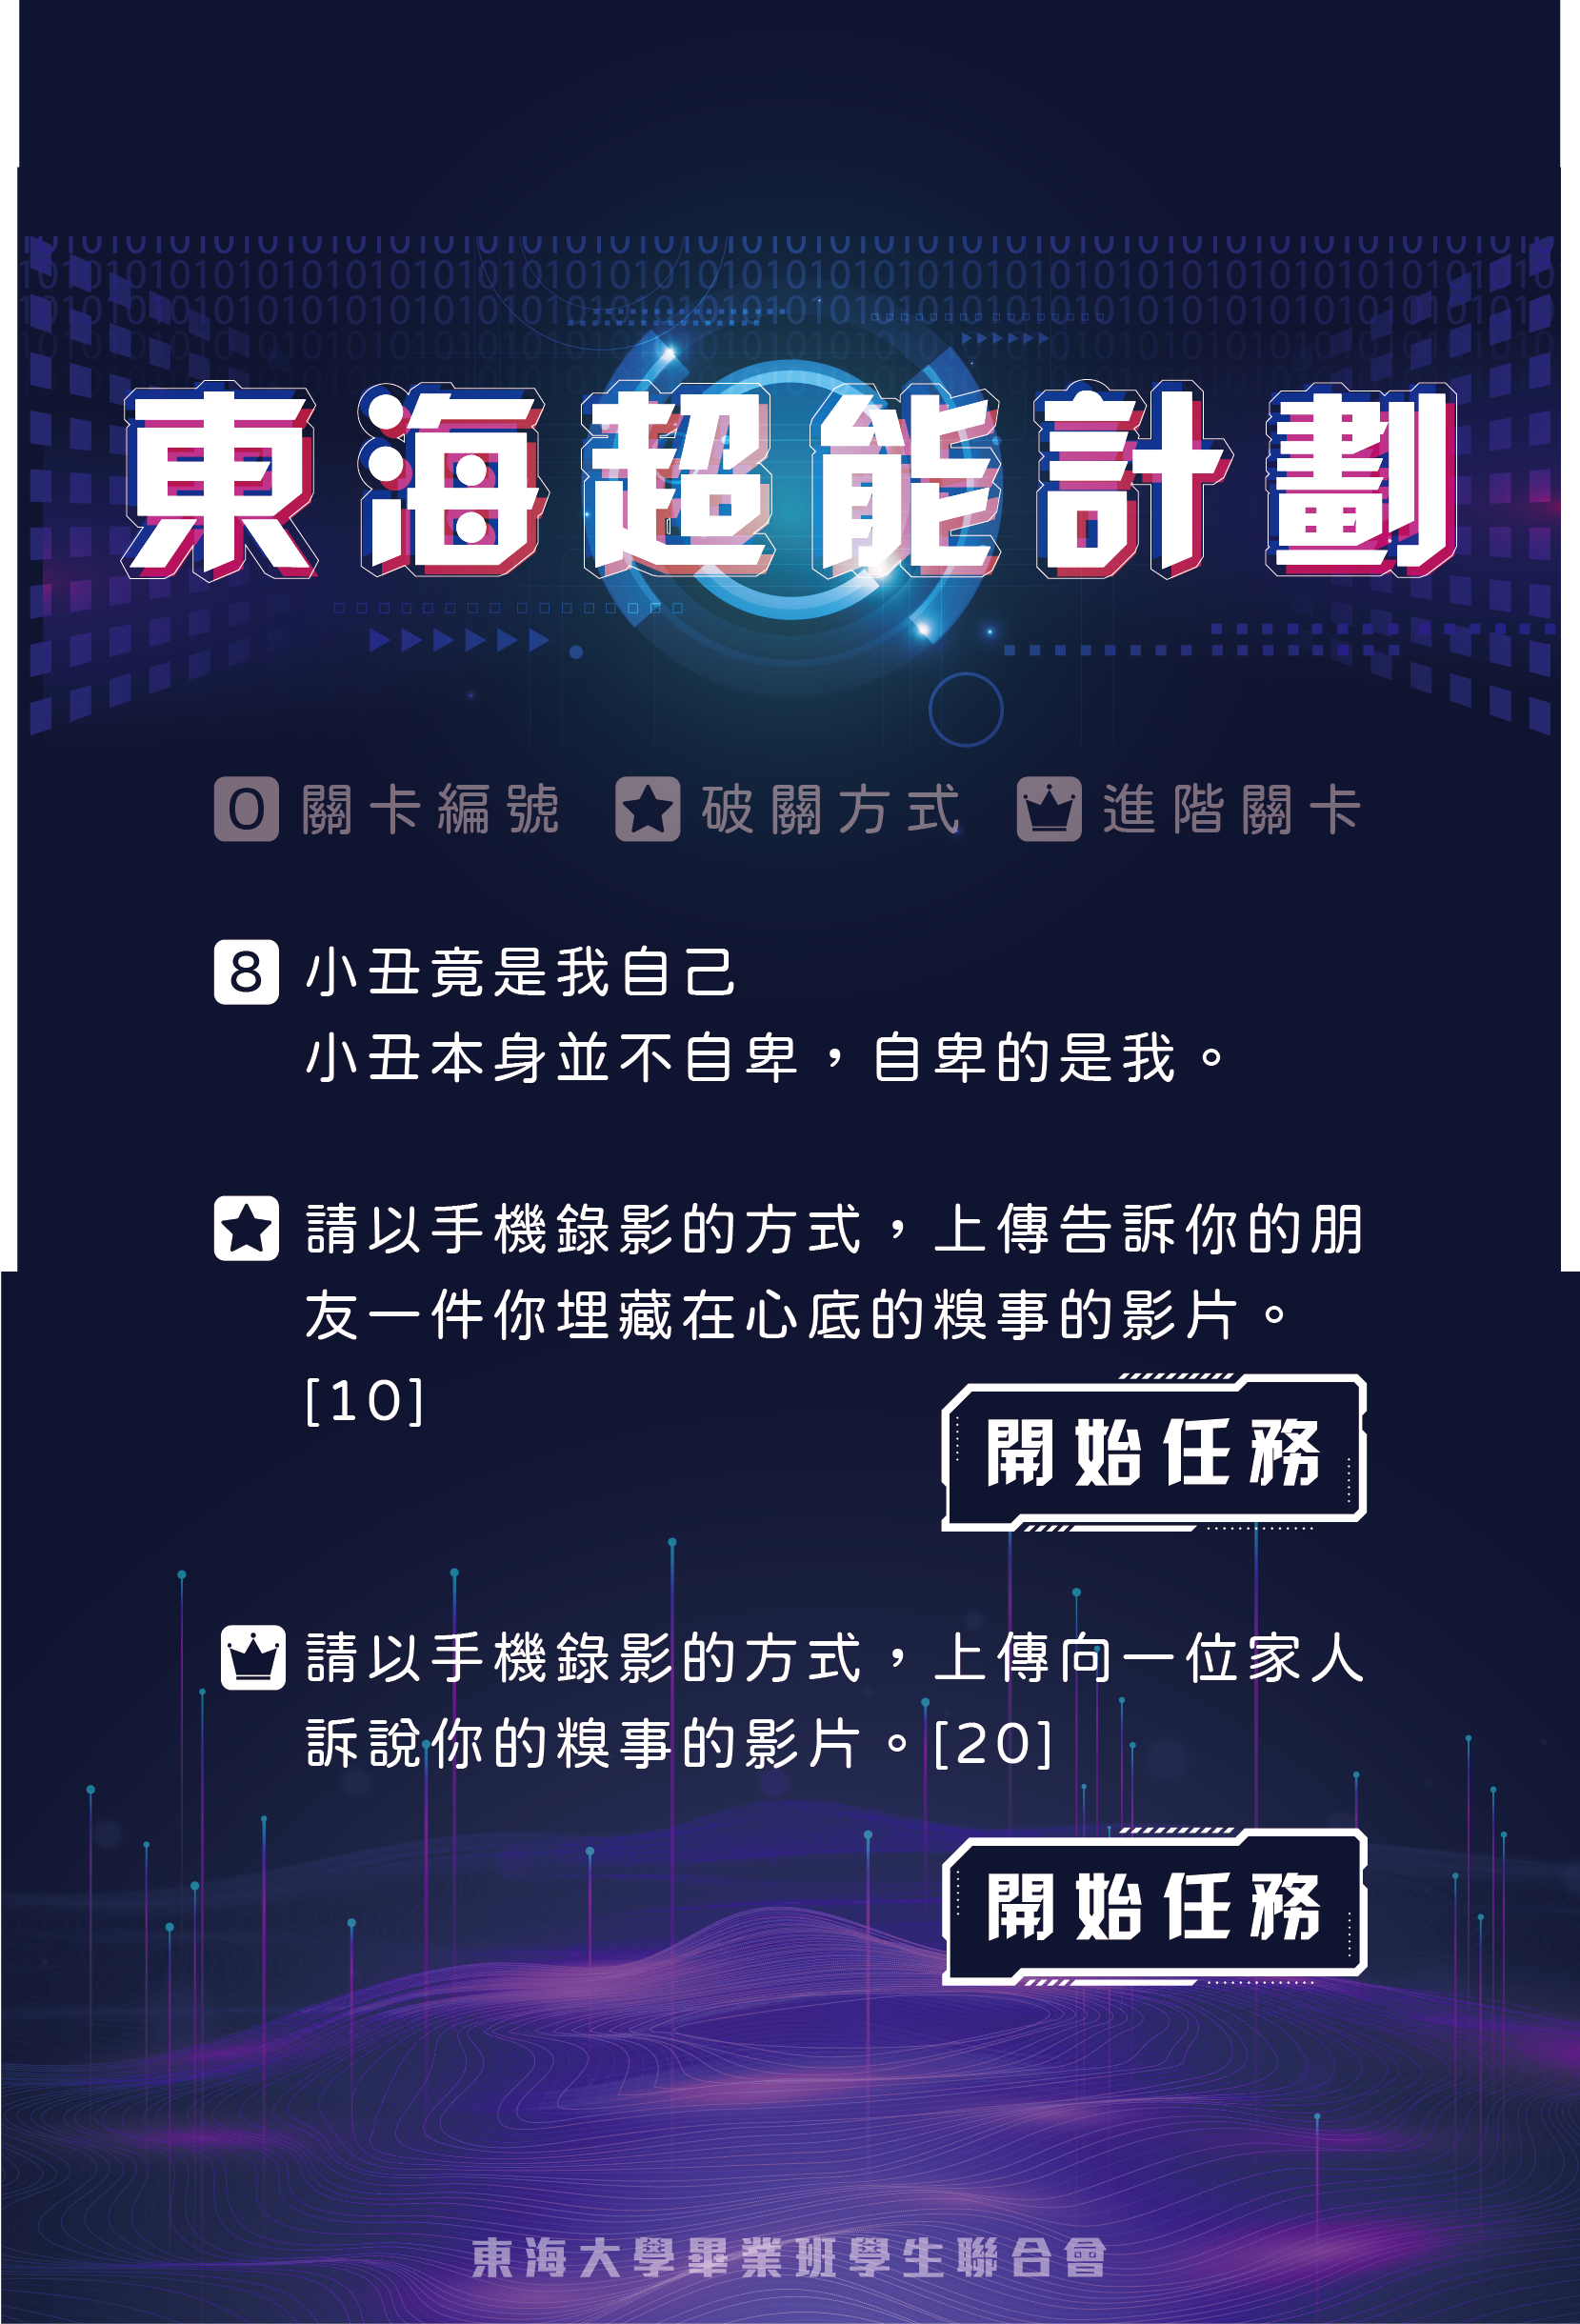 東海超能計劃
0 關卡編號 破關方式 進階關卡
8 小丑竟是我自己
小丑本身並不自卑，自卑的是我。
請以手機錄影的方式，上傳告訴你的朋
友一件你埋藏在心底的糗事的影片。
[10]
開始任務
請以手機錄影的方式，上傳向一位家人
訴說你的糗事的影片。[20]
開始任務
東海大學畢業班學生聯合會